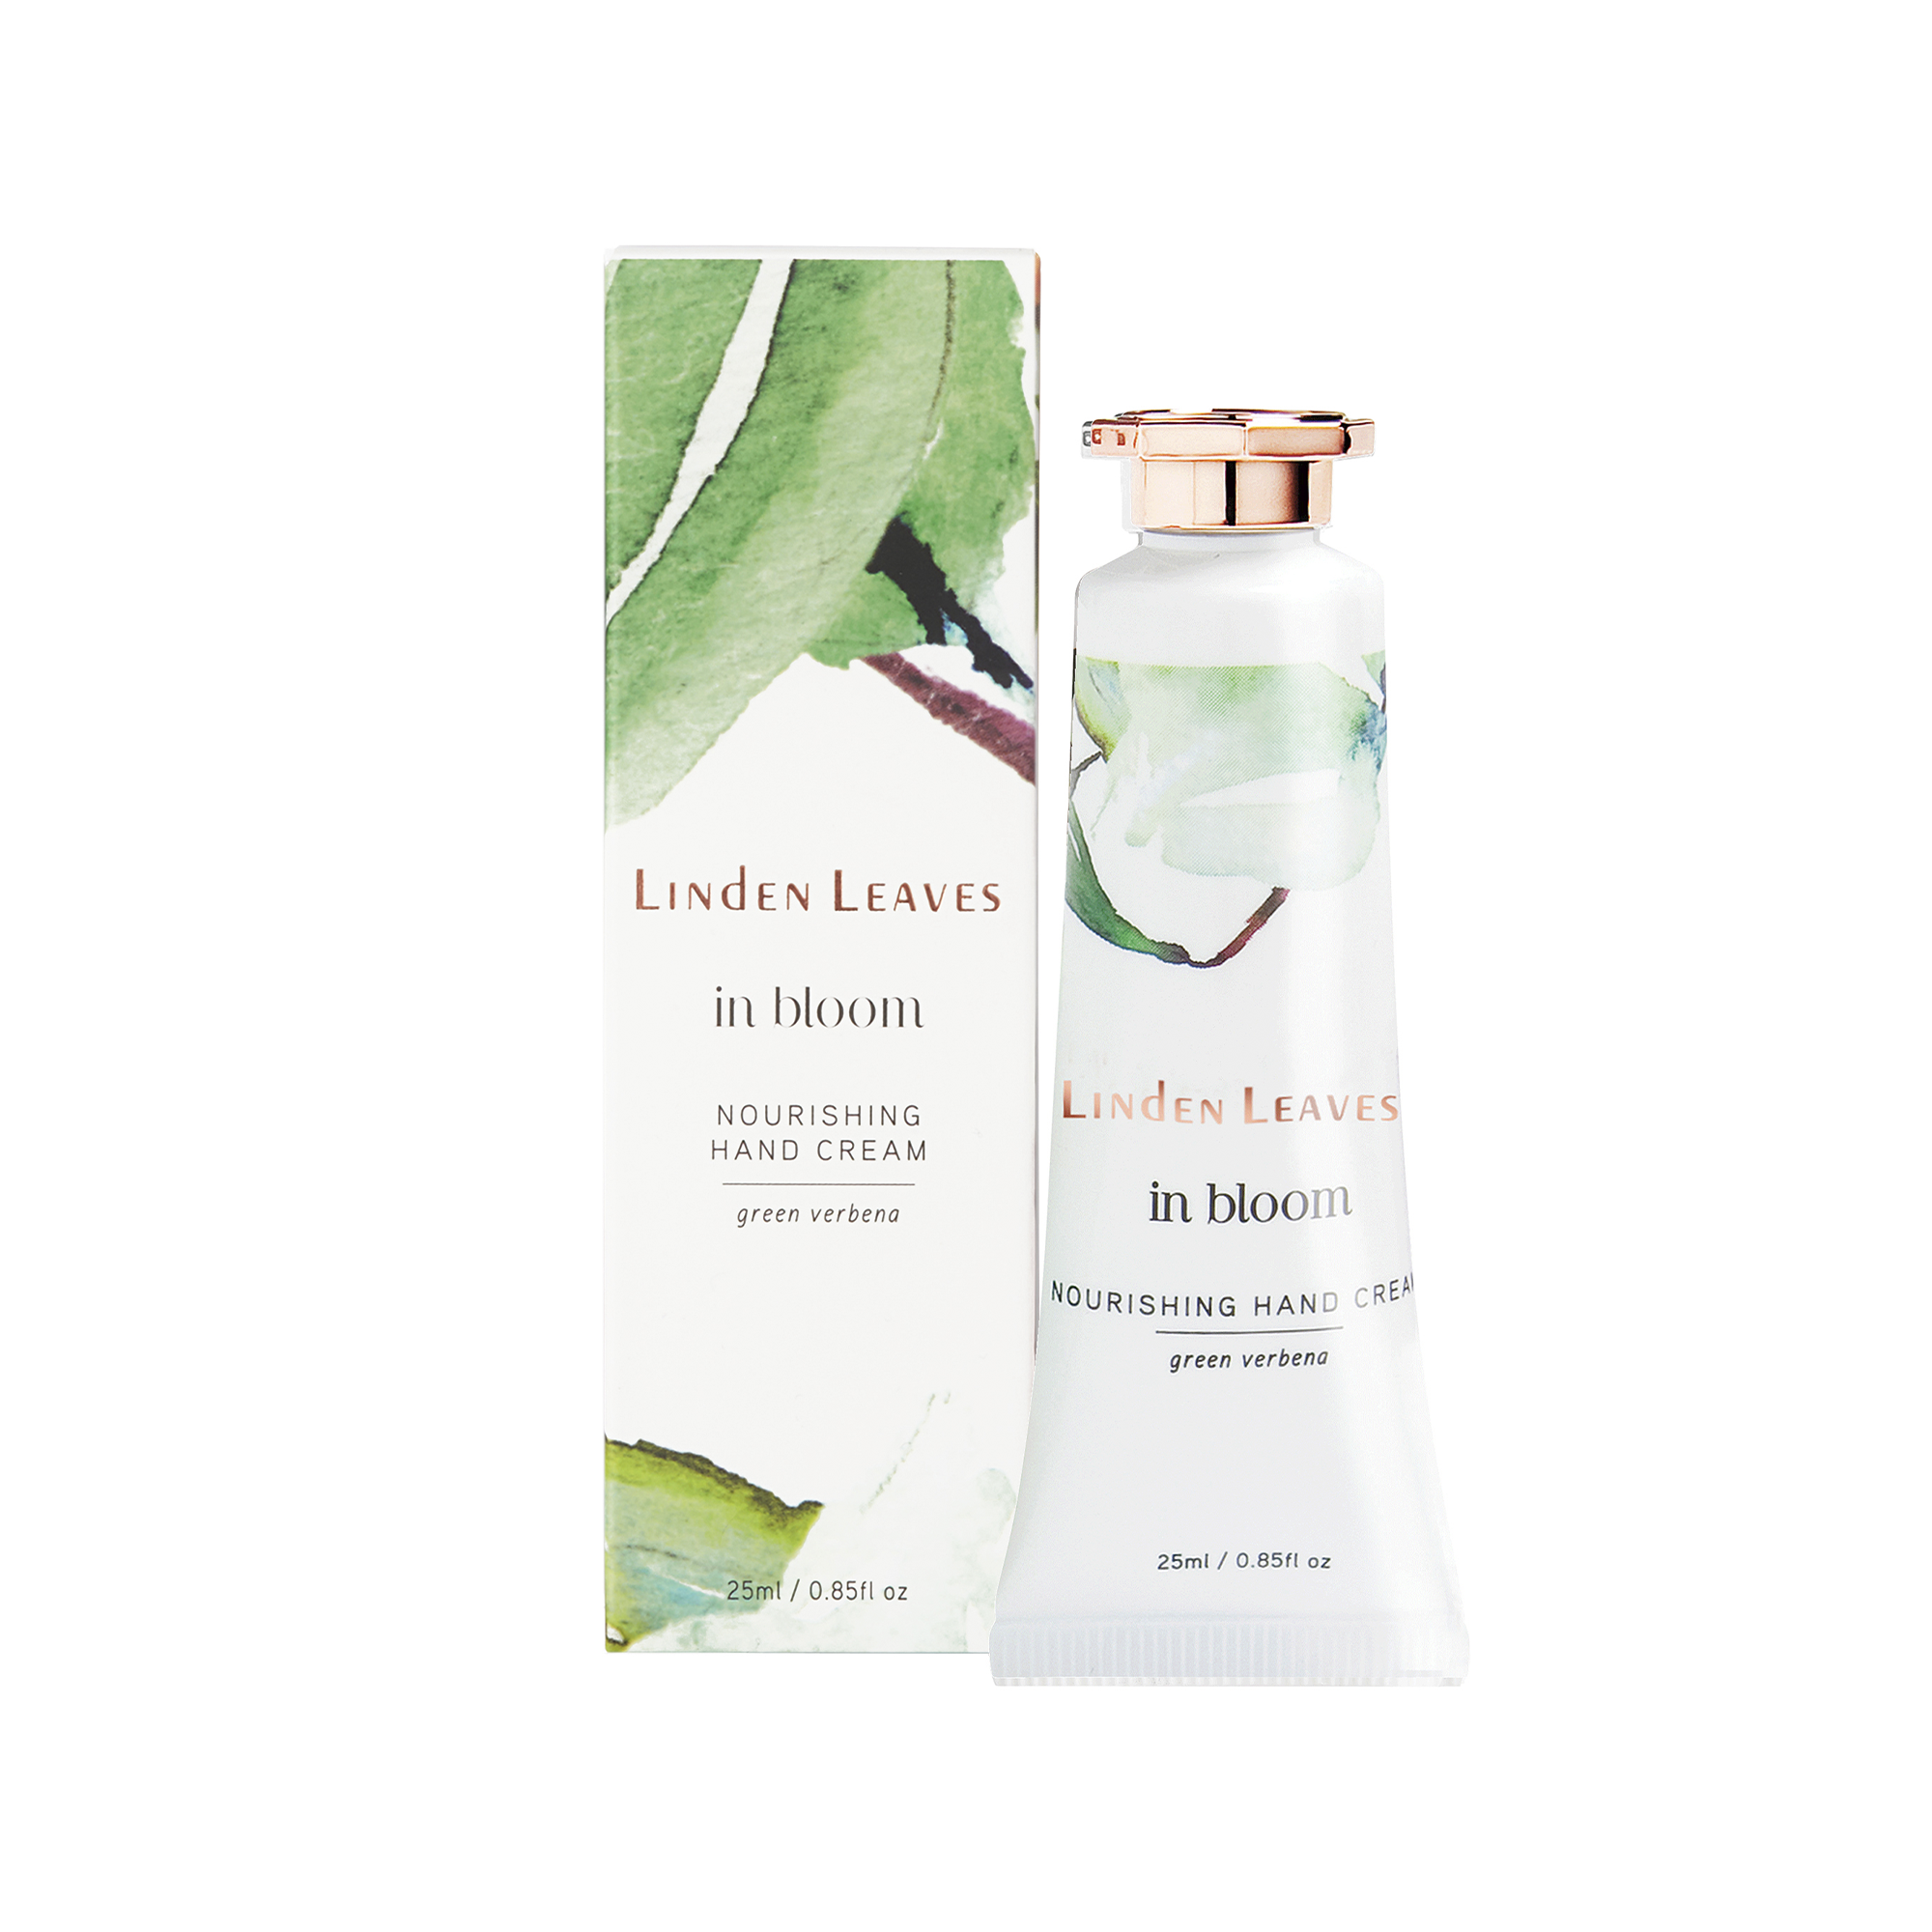 LINdEN LEAVES
in bloom
NOURISHING
HAND CREAM
green verbena
25ml / 0.85fl oz
LINdEN LEAVES
in bloom
NOURISHING HAND CREAM
green verbena
25ml / 0.85fl oz